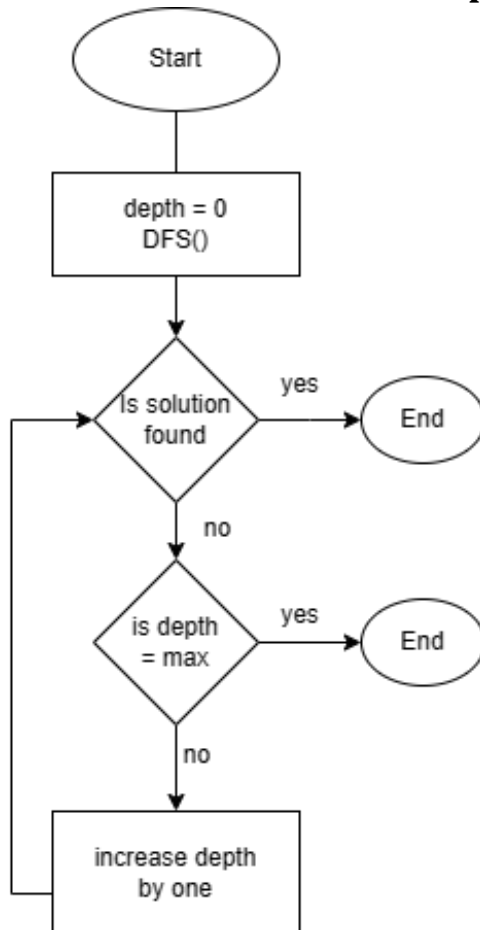 Start
depth = 0
DFS()
Is solution
found
yes
End
no
is depth
= max
yes
End
no
increase depth
by one